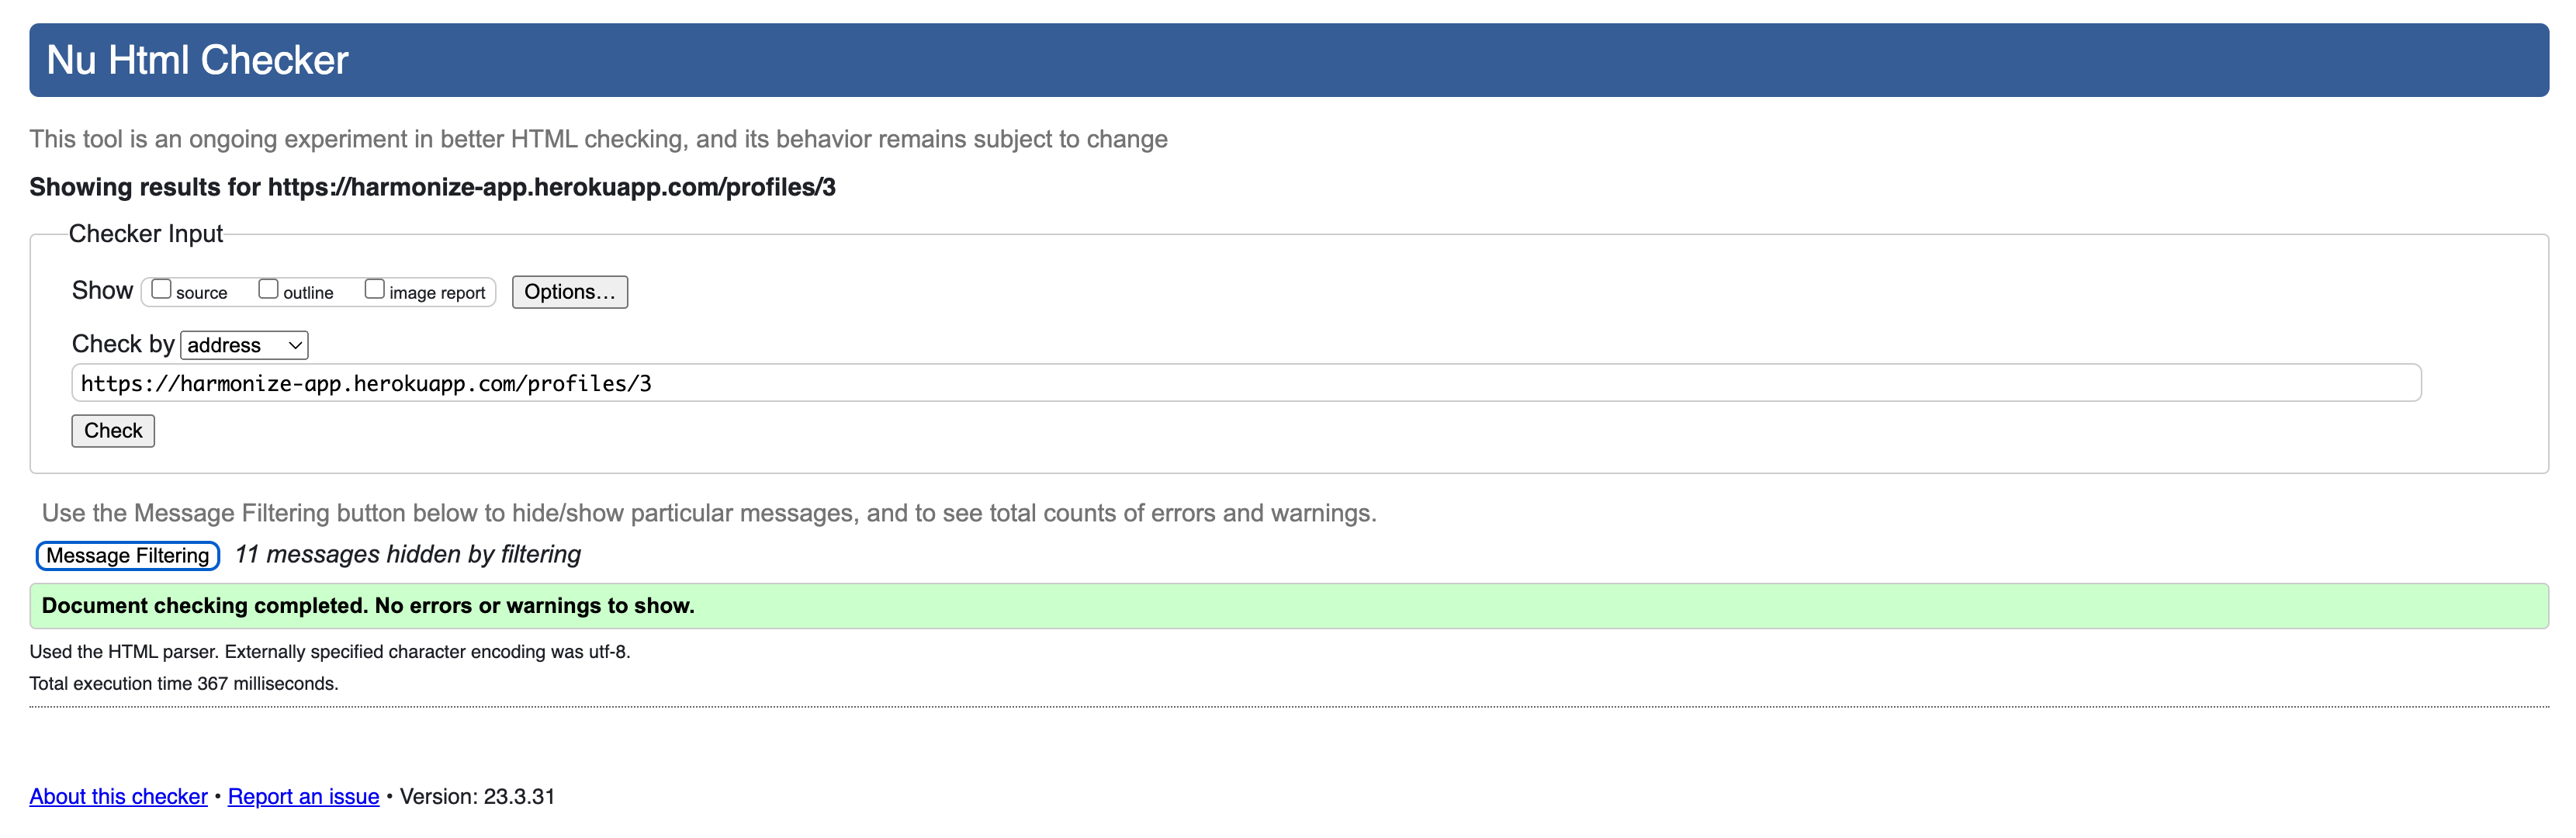 Nu Html Checker
This tool is an ongoing experiment in better HTML checking, and its behavior remains subject to change
Showing results for https://harmonize-app.herokuapp.com/profiles/3
Checker Input
Show source outline image report Options...
Check by address
https://harmonize-app.herokuapp.com/profiles/3
Check
Use the Message Filtering button below to hide/show particular messages, and to see total counts of errors and warnings.
Message Filtering 11 messages hidden by filtering
Document checking completed. No errors or warnings to show.
Used the HTML parser. Externally specified character encoding was utf-8.
Total execution time 367 milliseconds.
About this checker • Report an issue • Version: 23.3.31